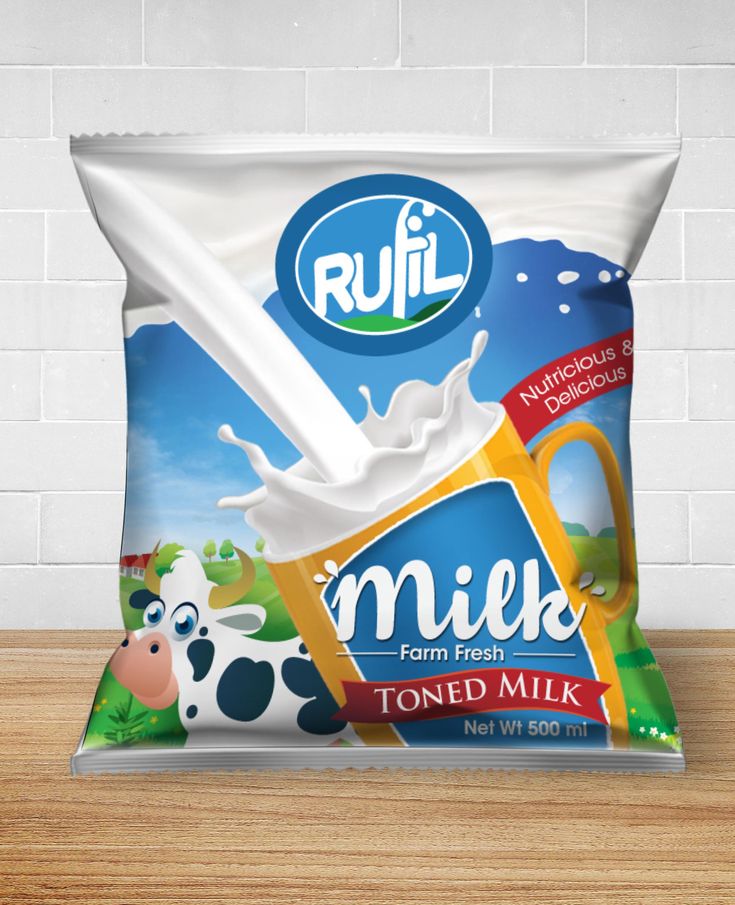 RUFIL
Nutricious &
Delicious
Milk
Farm Fresh
TONED MILK
Net Wt 500 ml